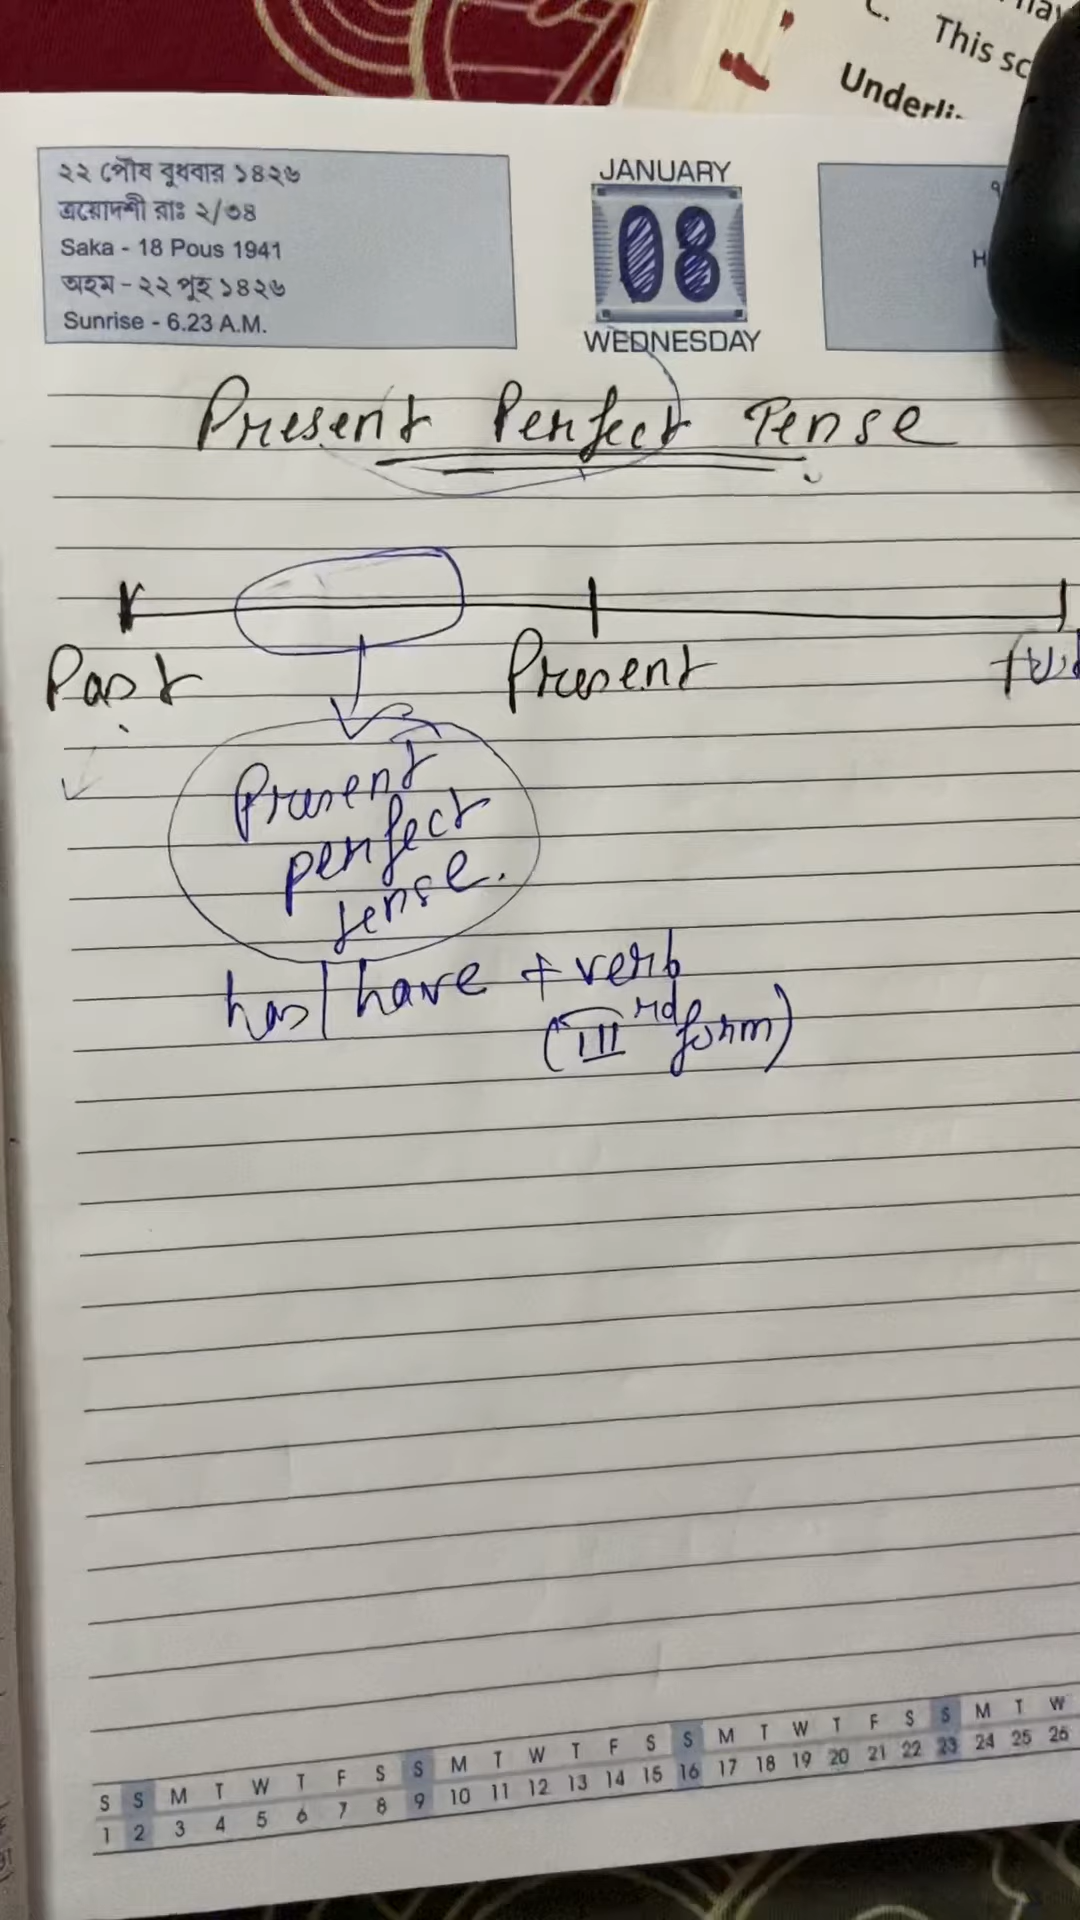 C. This sc
Underli
২২ পৌষ বুধবার ১৪২৬
ত্রয়োদশী রাঃ ২/৩৪
Saka - 18 Pous 1941
অহম - ২২ পুহ ১৪২৬
Sunrise - 6.23 A.M.
JANUARY
08
WEDNESDAY
H
Present Perfect Tense
Past Present
Present
perfect
tense.
has/have + verb
(III rd form)
S S M T W T F S S M T W T F S S M T W T F S S M T W
1 2 3 4 5 6 7 8 9 10 11 12 13 14 15 16 17 18 19 20 21 22 23 24 25 26